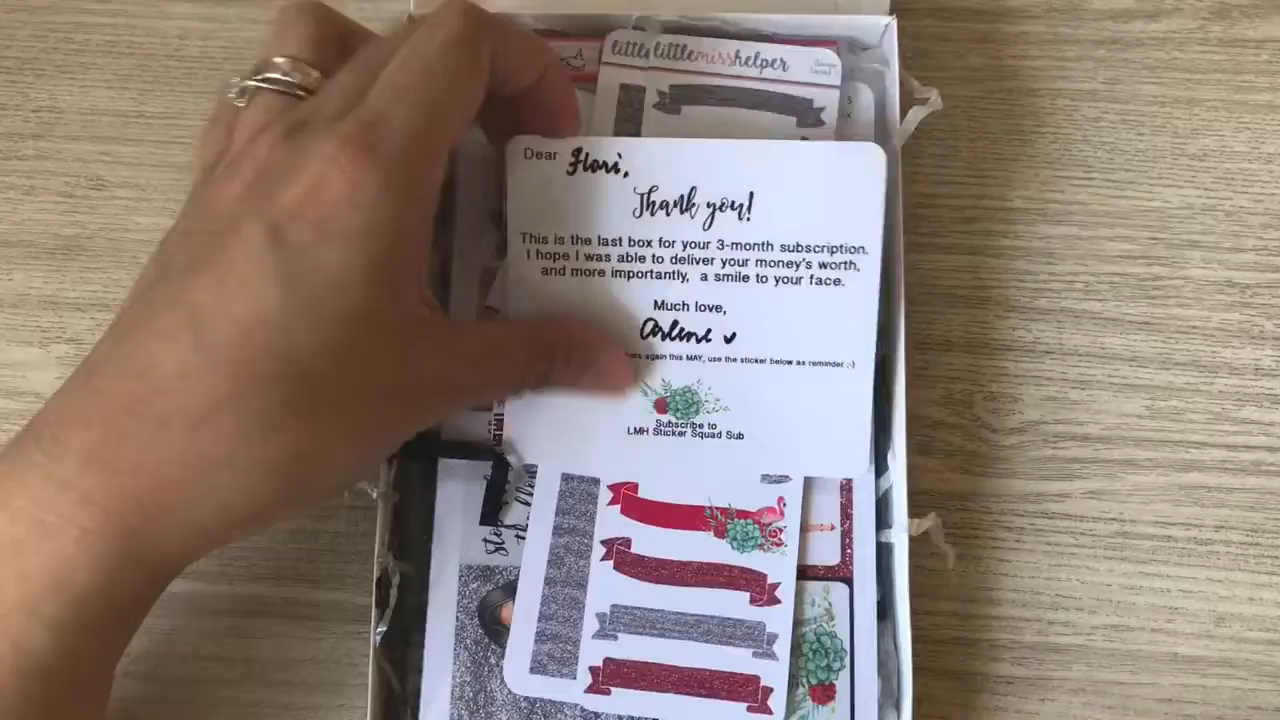 little littlemisshelper
Dear Flori,
Thank you!
This is the last box for your 3-month subscription.
I hope I was able to deliver your money's worth,
and more importantly, a smile to your face.
Much love,
Arlene
again this MAY, use the sticker below as reminder :-)
Subscribe to
LMH Sticker Squad Sub